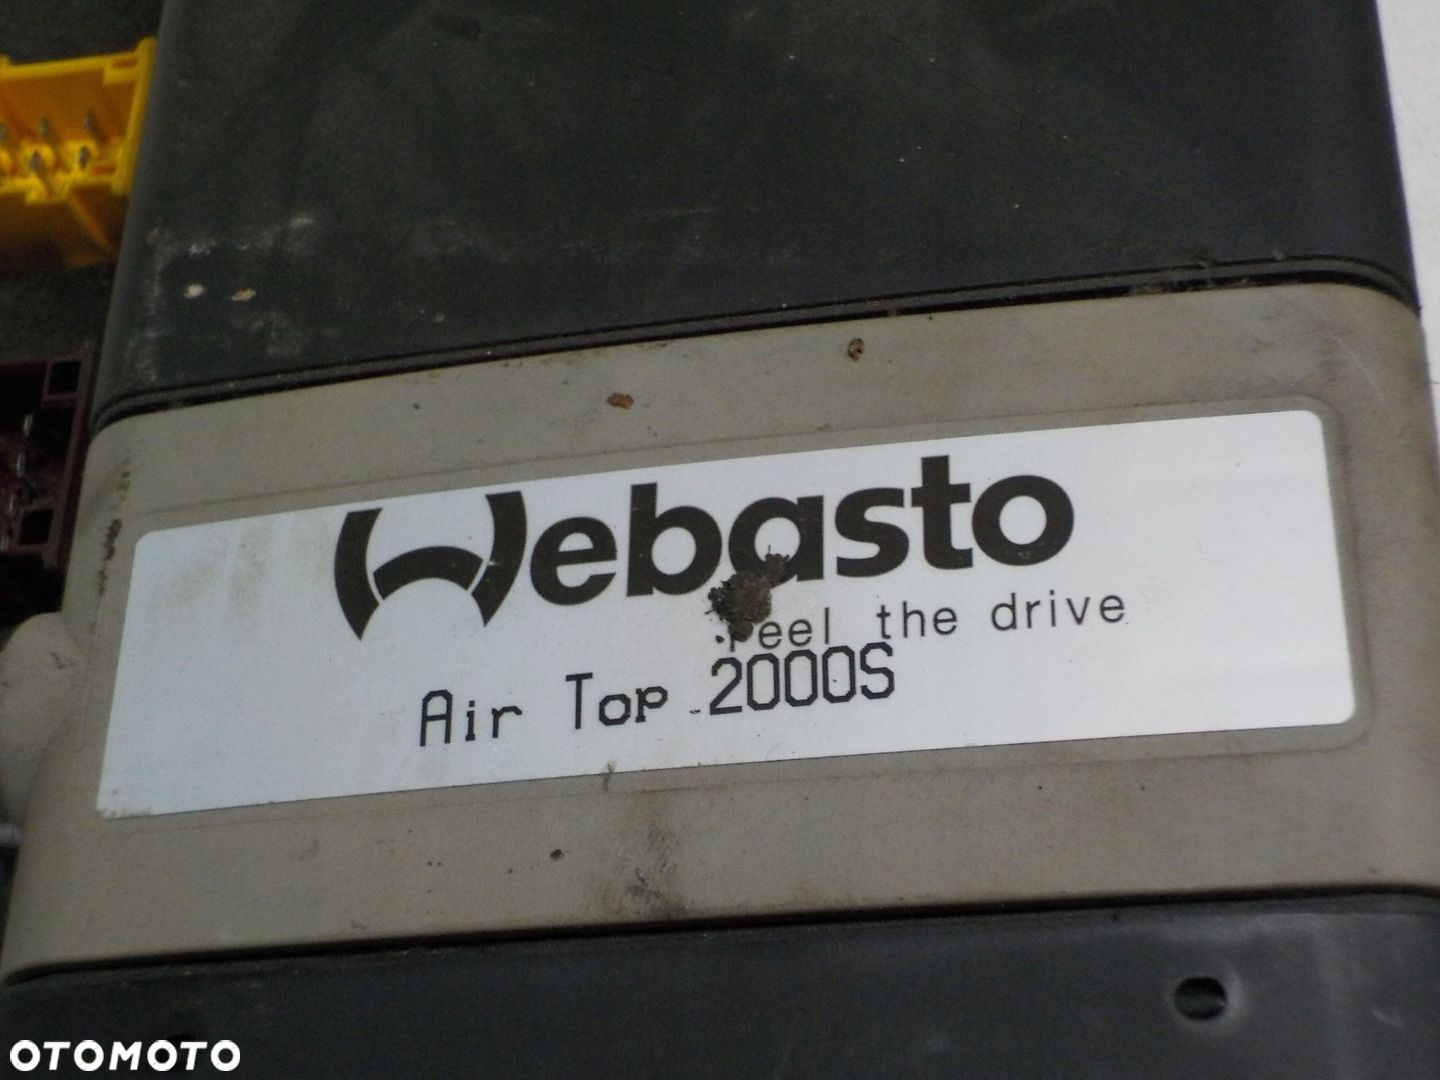 Webasto
feel the drive
Air Top 2000S
OTOMOTO